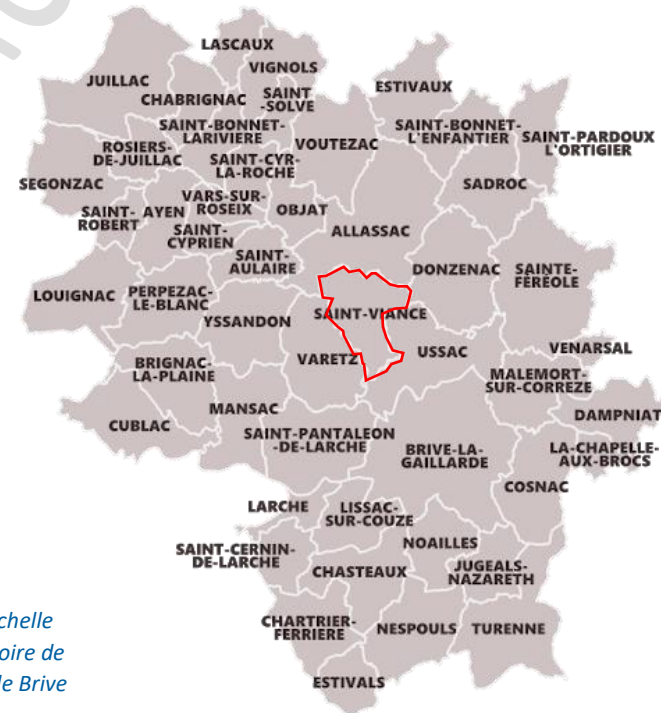 LASCAUX
VIGNOLS
JUILLAC
ESTIVAUX
CHABRIGNAC
SAINT
-SOLVE
SAINT-BONNET-
LARIVIERE
VOUTEZAC
SAINT-BONNET-
L'ENFANTIER
SAINT-PARDOUX
L'ORTIGIER
ROSIERS-
DE-JUILLAC
SAINT-CYR-
LA-ROCHE
SEGONZAC
SADROC
VARS-SUR-
ROSEIX
SAINT-
ROBERT
AYEN
OBJAT
SAINT-
CYPRIEN
ALLASSAC
SAINT-
AULAIRE
DONZENAC
SAINTE-
FÉRÉOLE
LOUIGNAC
PERPEZAC-
LE-BLANC
YSSANDON
SAINT-VIANCE
BRIGNAC-
LA-PLAINE
VARETZ
USSAC
VENARSAL
MALEMORT-
SUR-CORREZE
MANSAC
DAMPNIAT
CUBLAC
SAINT-PANTALEON
-DE-LARCHE
BRIVE-LA-
GAILLARDE
LA-CHAPELLE-
AUX-BROCS
COSNAC
LARCHE
LISSAC-
SUR-COUZE
NOAILLES
SAINT-CERNIN-
DE-LARCHE
CHASTEAUX
JUGEALS-
NAZARETH
CHARTRIER-
FERRIERE
NESPOULS
TURENNE
ESTIVALS
chelle
oire de
le Brive